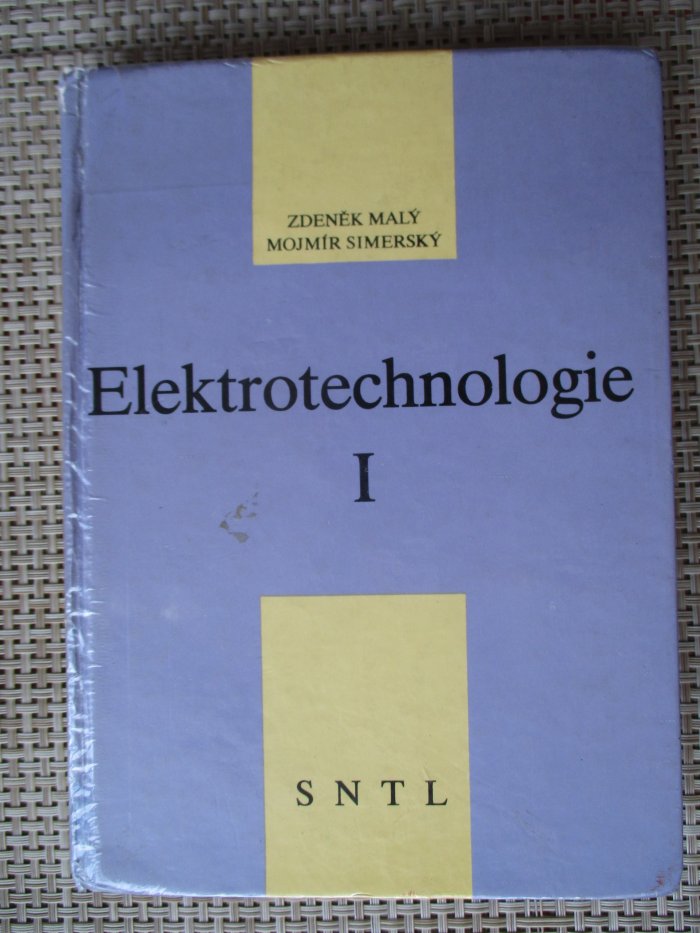 ZDENĚK MALÝ
MOJMÍR SIMERSKÝ
Elektrotechnologie
I
SNTL